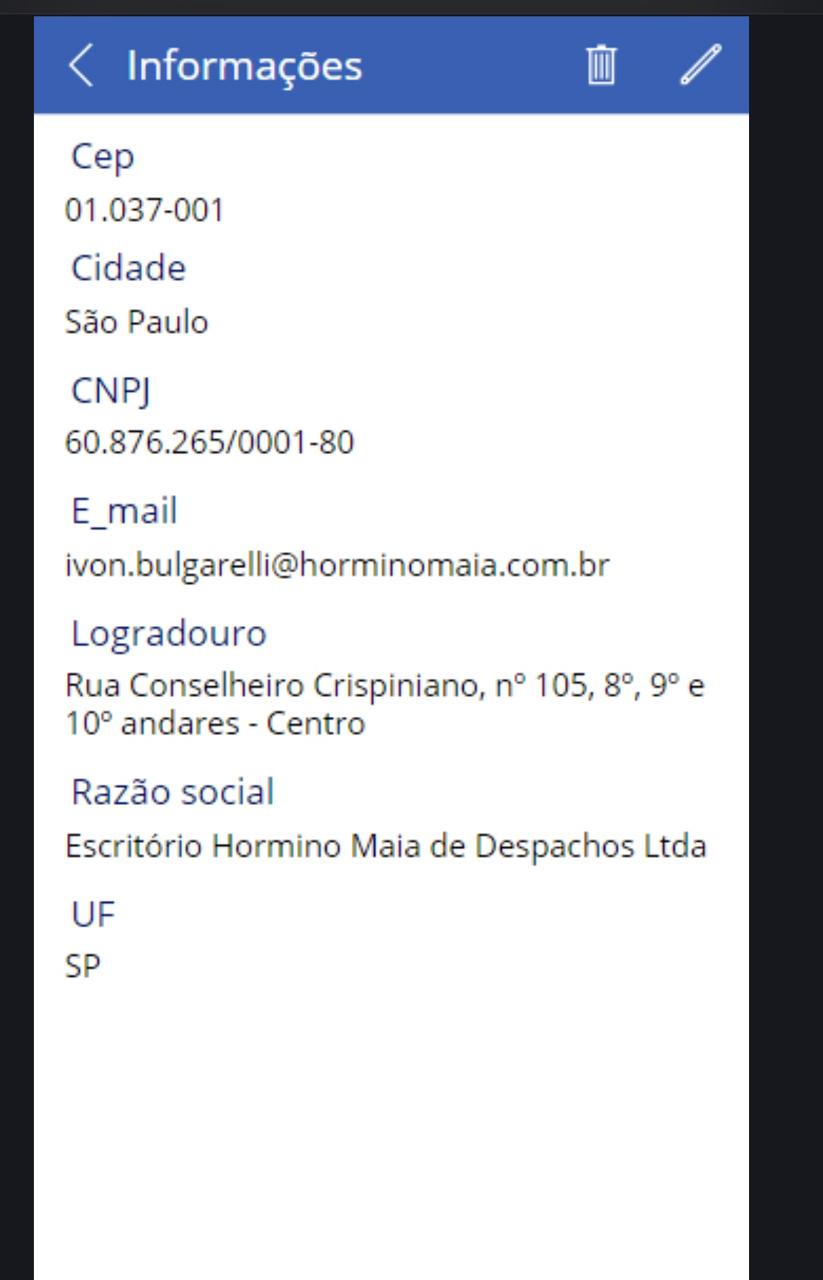 Informações
Cep
01.037-001
Cidade
São Paulo
CNPJ
60.876.265/0001-80
E_mail
ivon.bulgarelli@horminomaia.com.br
Logradouro
Rua Conselheiro Crispiniano, nº 105, 8º, 9º e
10º andares - Centro
Razão social
Escritório Hormino Maia de Despachos Ltda
UF
SP